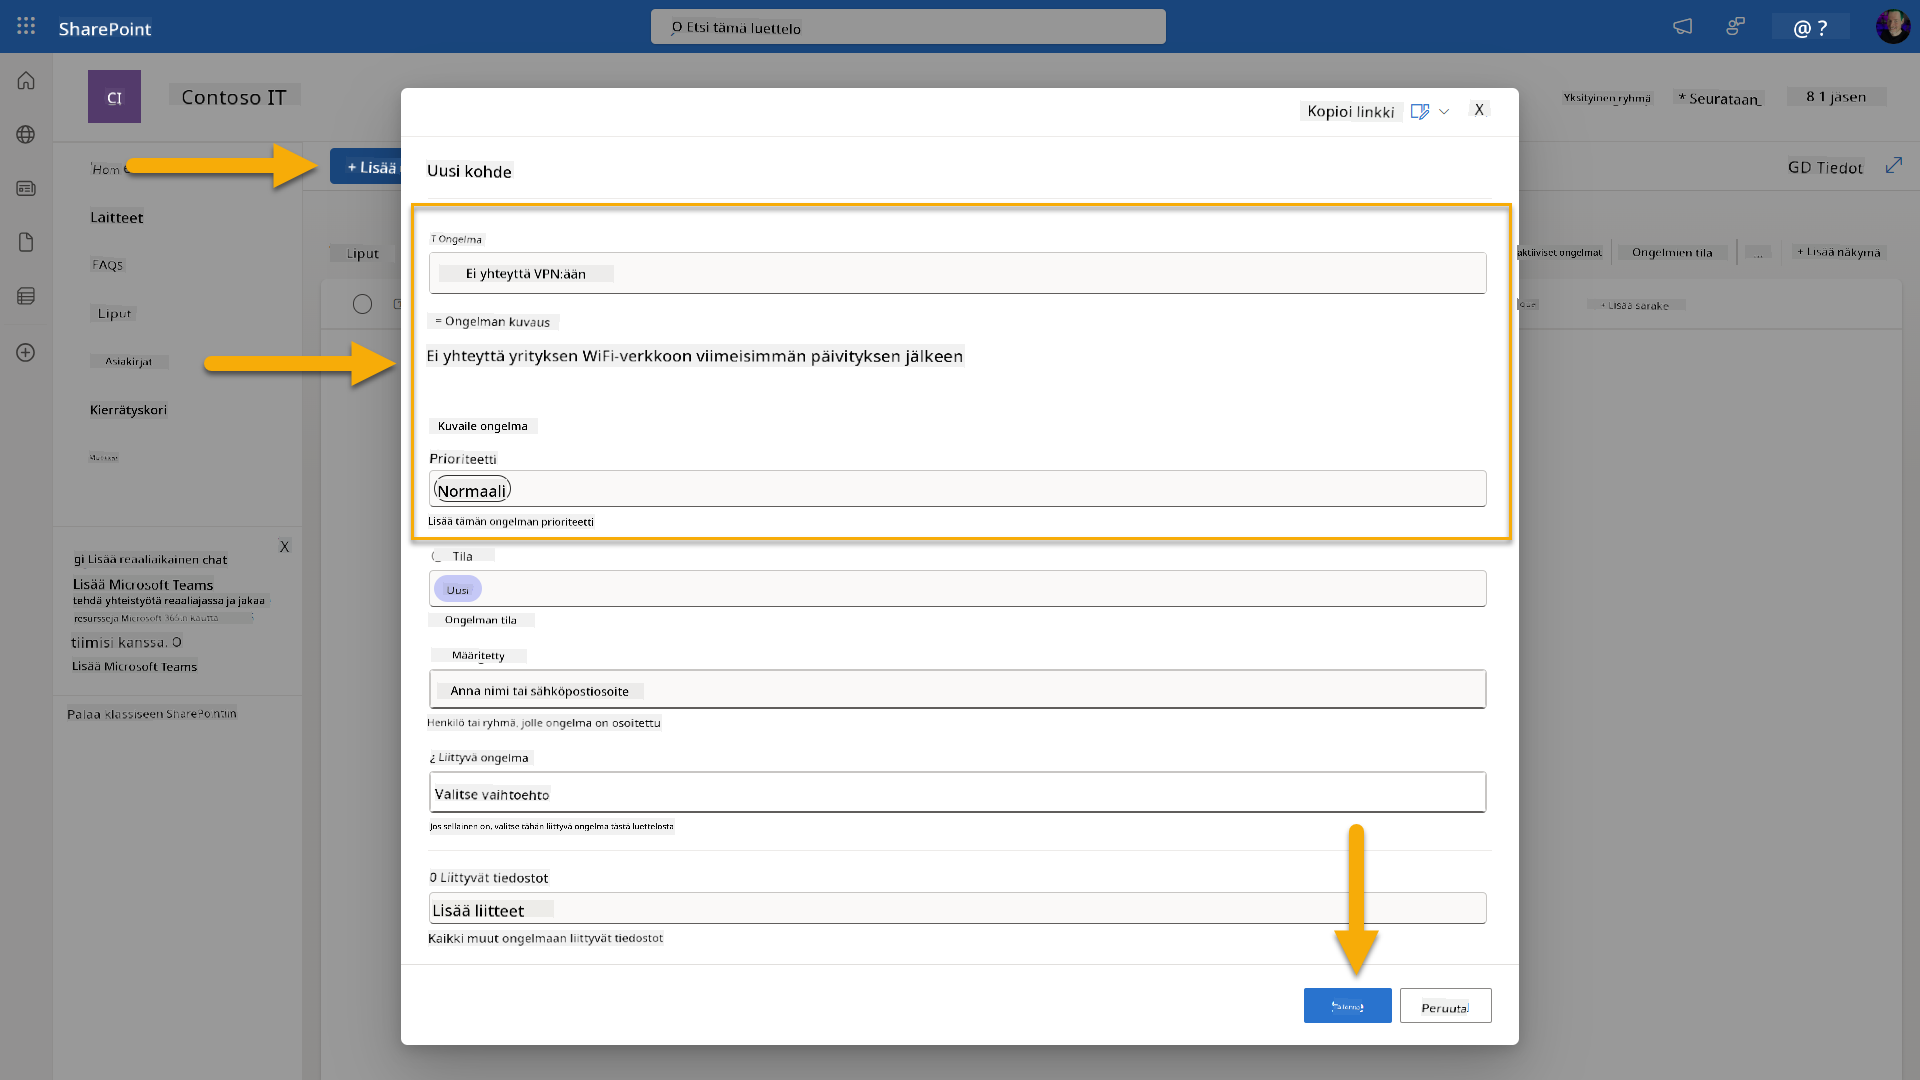 SharePoint
O Etsi tämä luettelo
@ ?
CI
Contoso IT
Yksityinen ryhmä
* Seurataan
8 1 jäsen
Kopioi linkki
X
Hom
+ Lisää
Uusi kohde
GD Tiedot
Laitteet
T Ongelma
Liput
aktiiviset ongelmat
Ongelmien tila
...
+ Lisää näkymä
FAQS
Ei yhteyttä VPN:ään
+ Lisää sarake
Liput
= Ongelman kuvaus
Asiakirjat
Ei yhteyttä yrityksen WiFi-verkkoon viimeisimmän päivityksen jälkeen
Kierrätyskori
Kuvaile ongelma
Prioriteetti
Normaali
Lisää tämän ongelman prioriteetti
X
gi Lisää reaaliaikainen chat
Lisää Microsoft Teams
tehdä yhteistyötä reaaliajassa ja jakaa
resursseja Microsoft 365:n kautta
tiimisi kanssa. O
Lisää Microsoft Teams
Palaa klassiseen SharePointiin
Tila
Uusi
Ongelman tila
Määritetty
Anna nimi tai sähköpostiosoite
Henkilö tai ryhmä, jolle ongelma on osoitettu
¿ Liittyvä ongelma
Valitse vaihtoehto
Jos sellainen on, valitse tähän liittyvä ongelma tästä luettelosta
0 Liittyvät tiedostot
Lisää liitteet
Kaikki muut ongelmaan liittyvät tiedostot
Peruuta